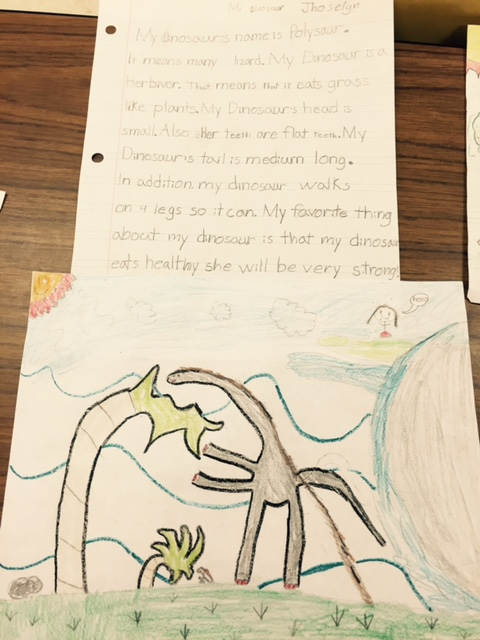 My Dinosaur Jhoselyn
My Dinosaur's name is Polysaur.
It means many lizard. My Dinosaur is a
Herbivor. That means that it eats grass
like plants. My Dinosaur's head is
small. Also Her teeth are flat teeth. My
Dinosaur's tail is medium long.
In addition my dinosaur walks
on 4 legs so it can. My favorite thing
about my dinosaur is that my dinosaur
eats healthy she will be very strong!
hello